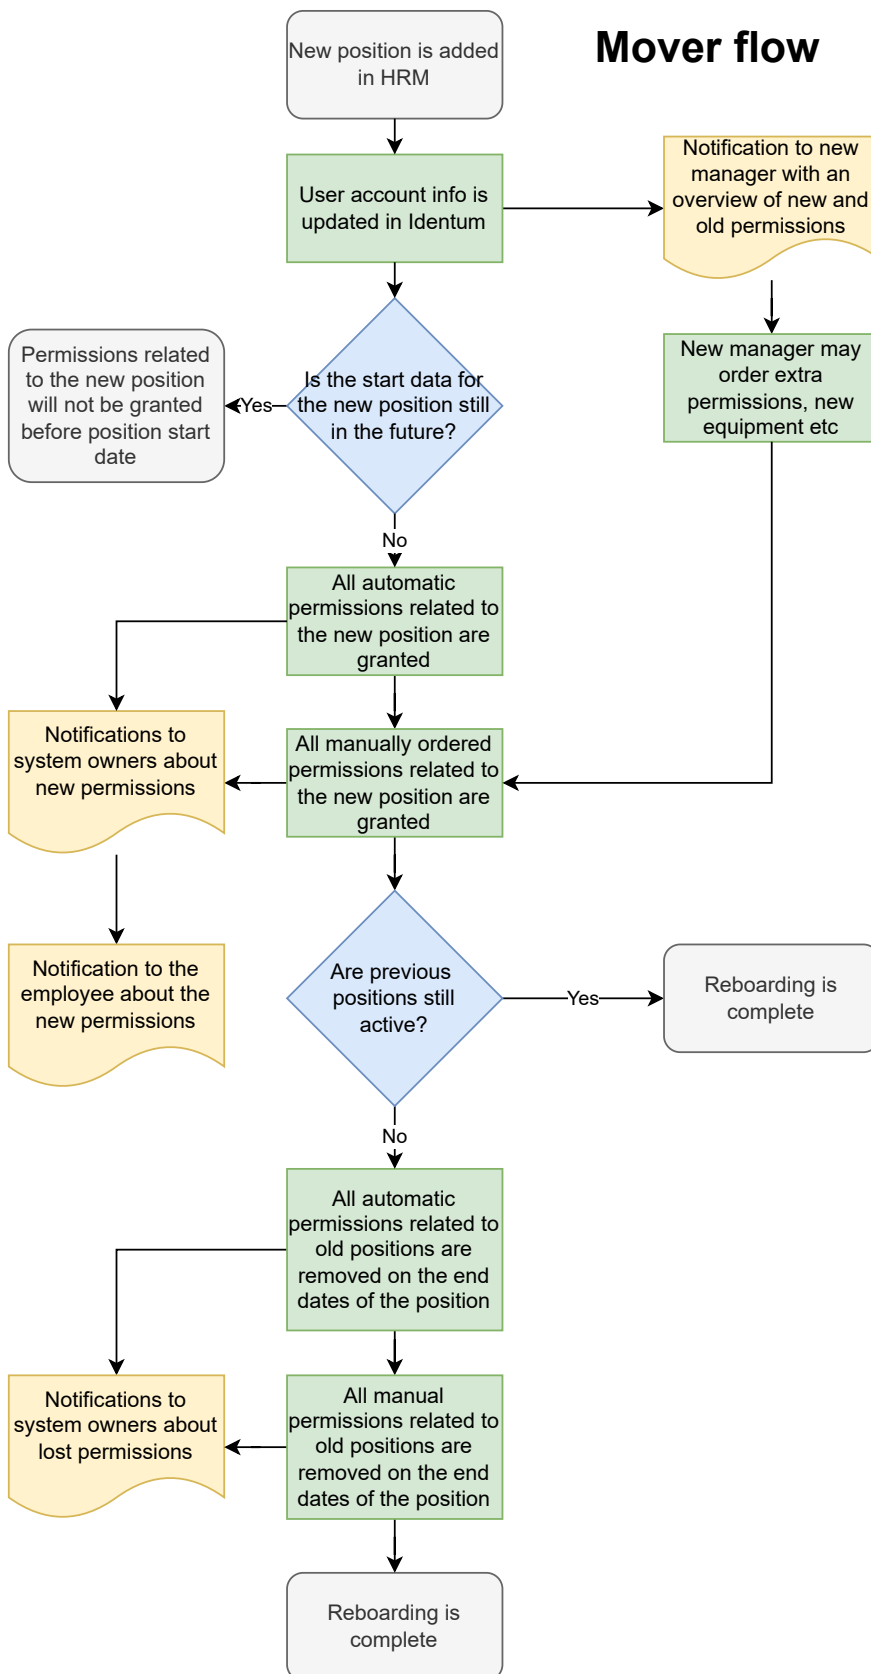 Mover flow
New position is added
in HRM
User account info is
updated in Identum
Notification to new
manager with an
overview of new and
old permissions
Is the start data for
the new position still
in the future?
Yes
Permissions related
to the new position
will not be granted
before position start
date
New manager may
order extra
permissions, new
equipment etc
No
All automatic
permissions related to
the new position are
granted
Notifications to
system owners about
new permissions
All manually ordered
permissions related to
the new position are
granted
Notification to the
employee about the
new permissions
Are previous
positions still
active?
Yes
Reboarding is
complete
No
All automatic
permissions related to
old positions are
removed on the end
dates of the position
Notifications to
system owners about
lost permissions
All manual
permissions related to
old positions are
removed on the end
dates of the position
Reboarding is
complete